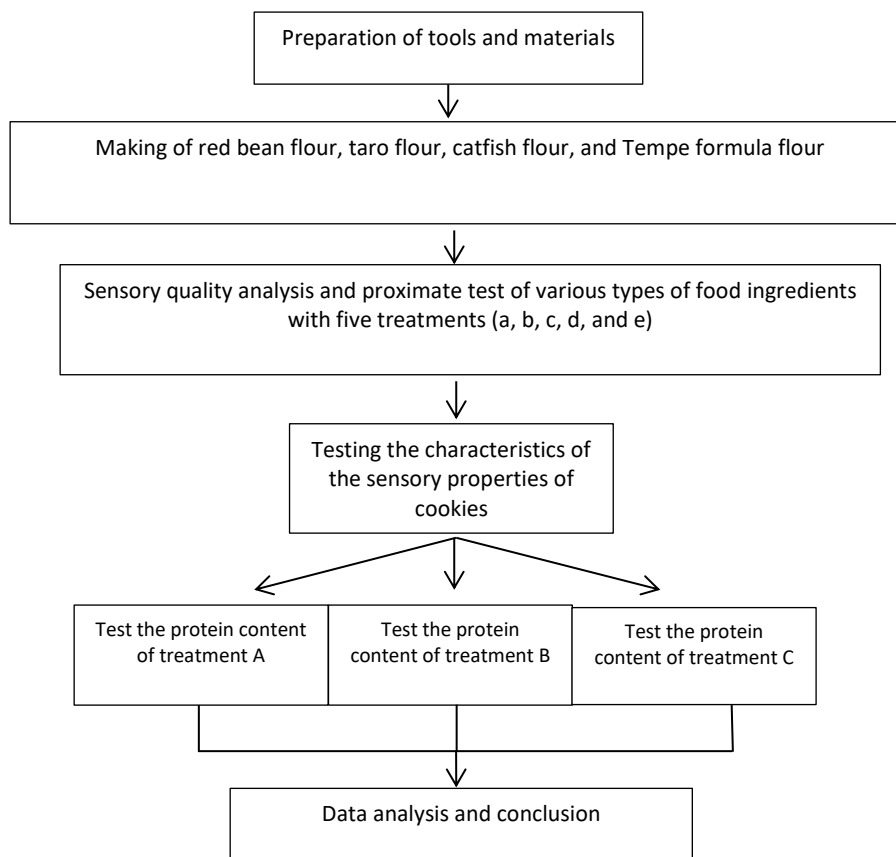 Preparation of tools and materials
Making of red bean flour, taro flour, catfish flour, and Tempe formula flour
Sensory quality analysis and proximate test of various types of food ingredients
with five treatments (a, b, c, d, and e)
Testing the characteristics of
the sensory properties of
cookies
Test the protein content
of treatment A
Test the protein
content of treatment B
Test the protein
content of treatment C
Data analysis and conclusion